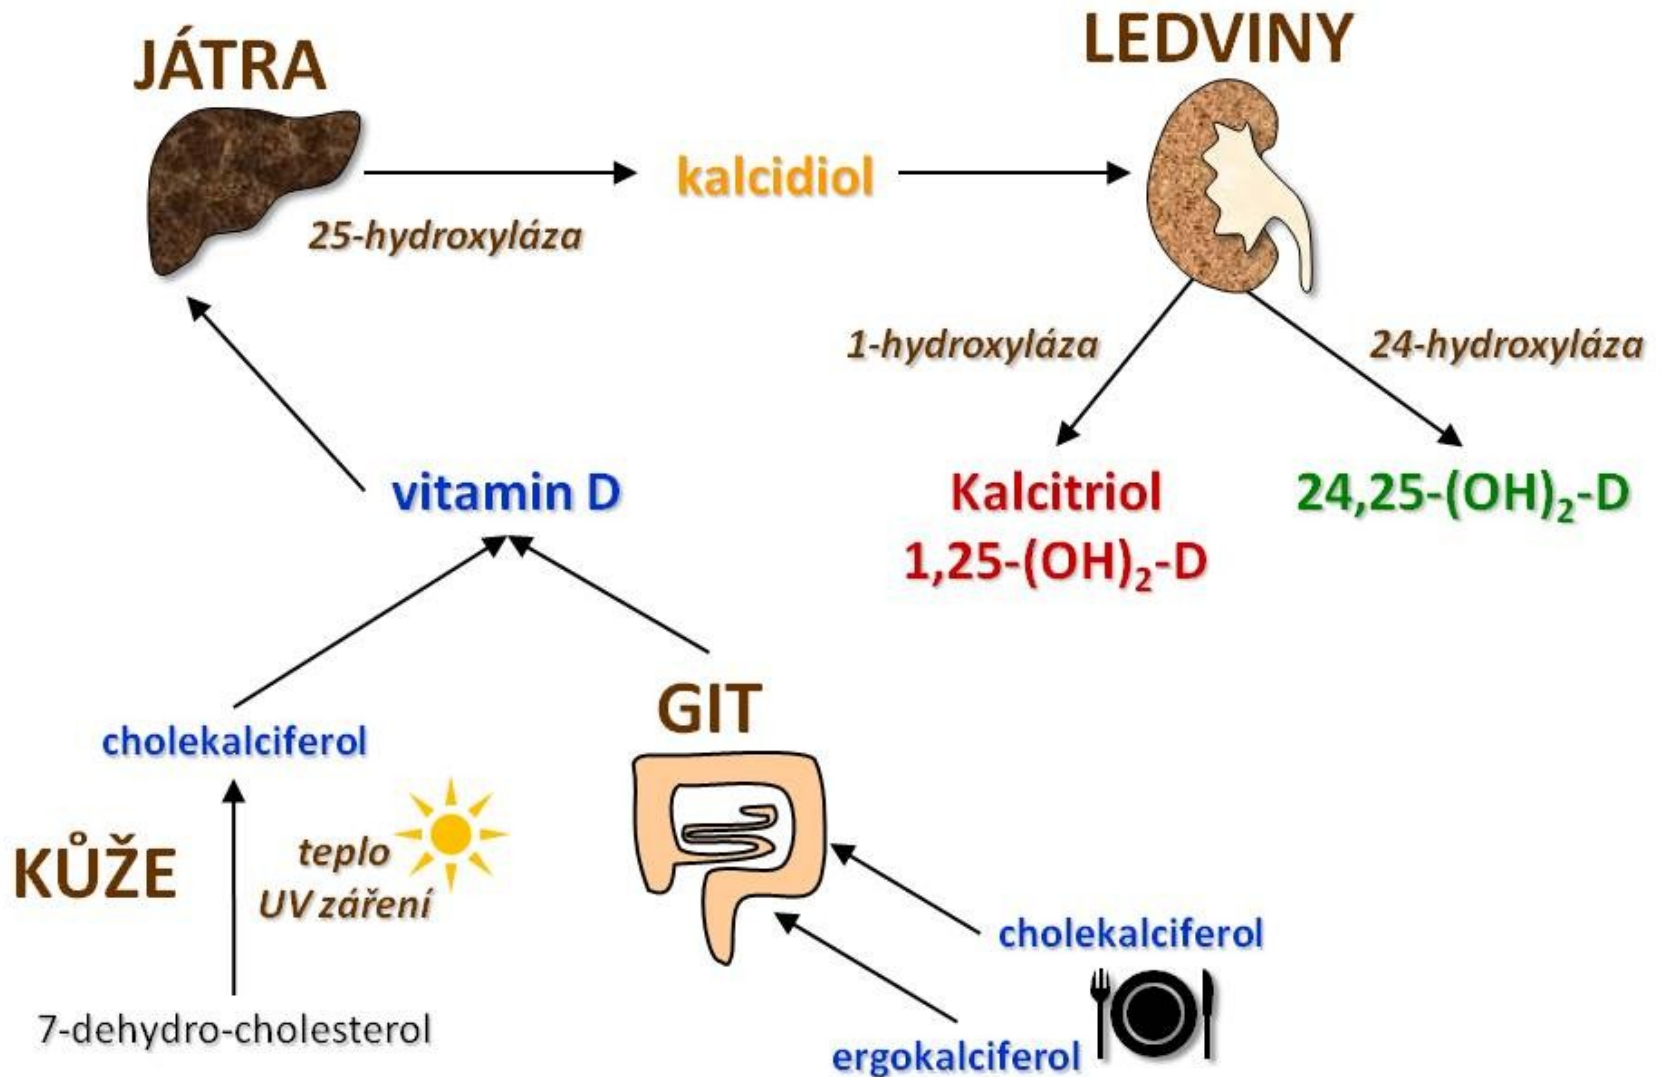 JÁTRA
LEDVINY
kalcidiol
25-hydroxyláza
1-hydroxyláza
24-hydroxyláza
vitamin D
Kalcitriol
1,25-(OH)₂-D
24,25-(OH)₂-D
GIT
cholekalciferol
KŮŽE
teplo
UV záření
cholekalciferol
7-dehydro-cholesterol
ergokalciferol